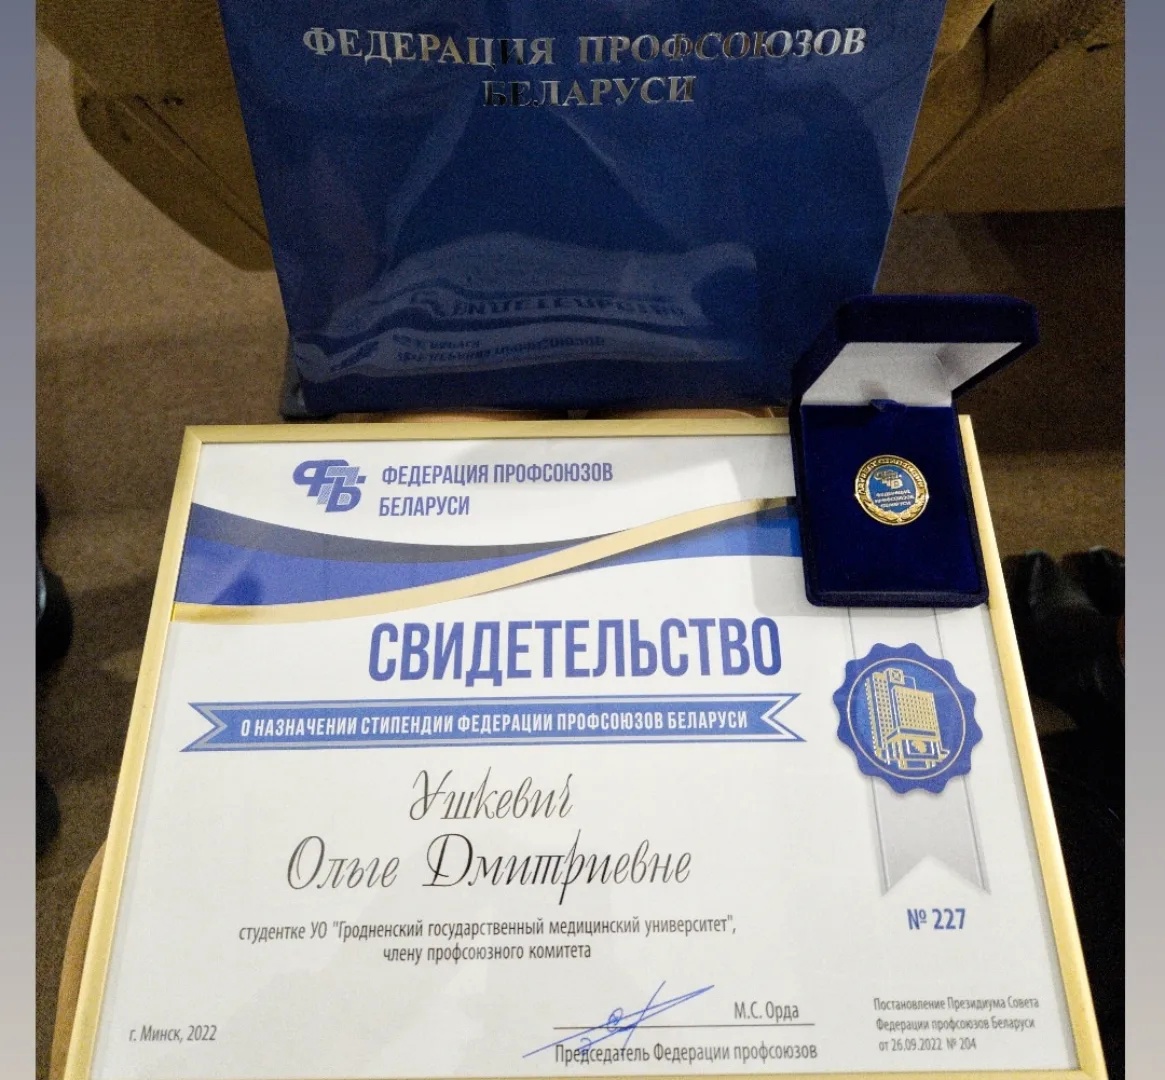 ФЕДЕРАЦИЯ ПРОФСОЮЗОВ
БЕЛАРУСИ
ФПБ
ФЕДЕРАЦИЯ ПРОФСОЮЗОВ
БЕЛАРУСИ
СВИДЕТЕЛЬСТВО
О НАЗНАЧЕНИИ СТИПЕНДИИ ФЕДЕРАЦИИ ПРОФСОЮЗОВ БЕЛАРУСИ
Ушкевич
Ольге Дмитриевне
студентке УО "Гродненский государственный медицинский университет",
члену профсоюзного комитета
№ 227
г. Минск, 2022
М.С. Орда
Председатель Федерации профсоюзов
Постановление Президиума Совета
Федерации профсоюзов Беларуси
от 26.09.2022 № 204